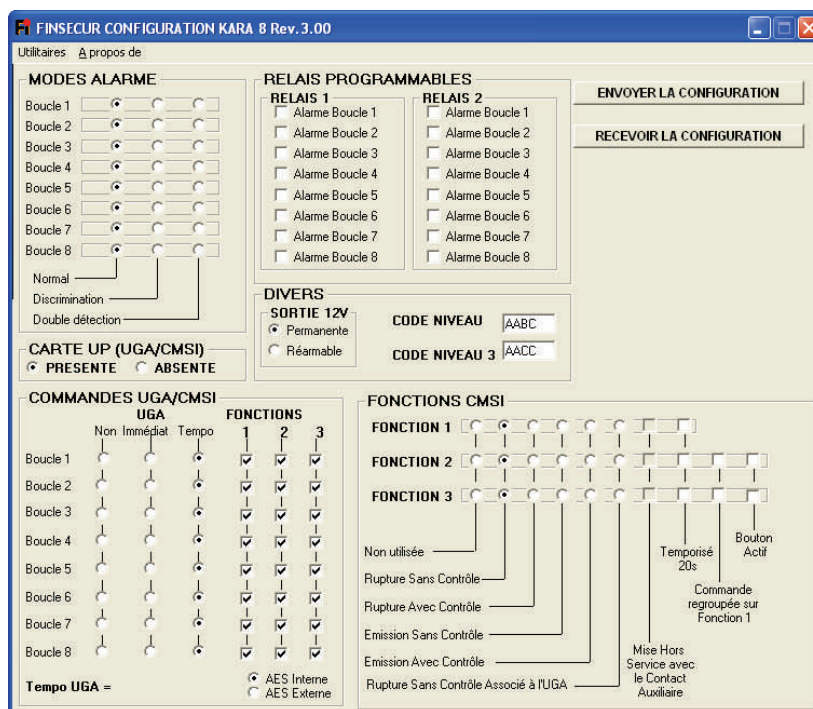 FINSECUR CONFIGURATION KARA 8 Rev. 3.00
Utilitaires A propos de
MODES ALARME
Boucle 1
Boucle 2
Boucle 3
Boucle 4
Boucle 5
Boucle 6
Boucle 7
Boucle 8
Normal
Discrimination
Double détection
RELAIS PROGRAMMABLES
RELAIS 1
Alarme Boucle 1
Alarme Boucle 2
Alarme Boucle 3
Alarme Boucle 4
Alarme Boucle 5
Alarme Boucle 6
Alarme Boucle 7
Alarme Boucle 8
RELAIS 2
Alarme Boucle 1
Alarme Boucle 2
Alarme Boucle 3
Alarme Boucle 4
Alarme Boucle 5
Alarme Boucle 6
Alarme Boucle 7
Alarme Boucle 8
ENVOYER LA CONFIGURATION
RECEVOIR LA CONFIGURATION
DIVERS
SORTIE 12V
Permanente
Réarmable
CODE NIVEAU AABC
CODE NIVEAU 3 AACC
CARTE UP (UGA/CMSI)
PRESENTE ABSENTE
COMMANDES UGA/CMSI
UGA FONCTIONS
Non Immédiat Tempo 1 2 3
Boucle 1
Boucle 2
Boucle 3
Boucle 4
Boucle 5
Boucle 6
Boucle 7
Boucle 8
Tempo UGA =
AES Interne
AES Externe
FONCTIONS CMSI
FONCTION 1
FONCTION 2
FONCTION 3
Non utilisée
Rupture Sans Contrôle
Rupture Avec Contrôle
Emission Sans Contrôle
Emission Avec Contrôle
Rupture Sans Contrôle Associé à l'UGA
Mise Hors
Service avec
le Contact
Auxiliaire
Temporisé
20s
Commande
regroupée sur
Fonction 1
Bouton
Actif